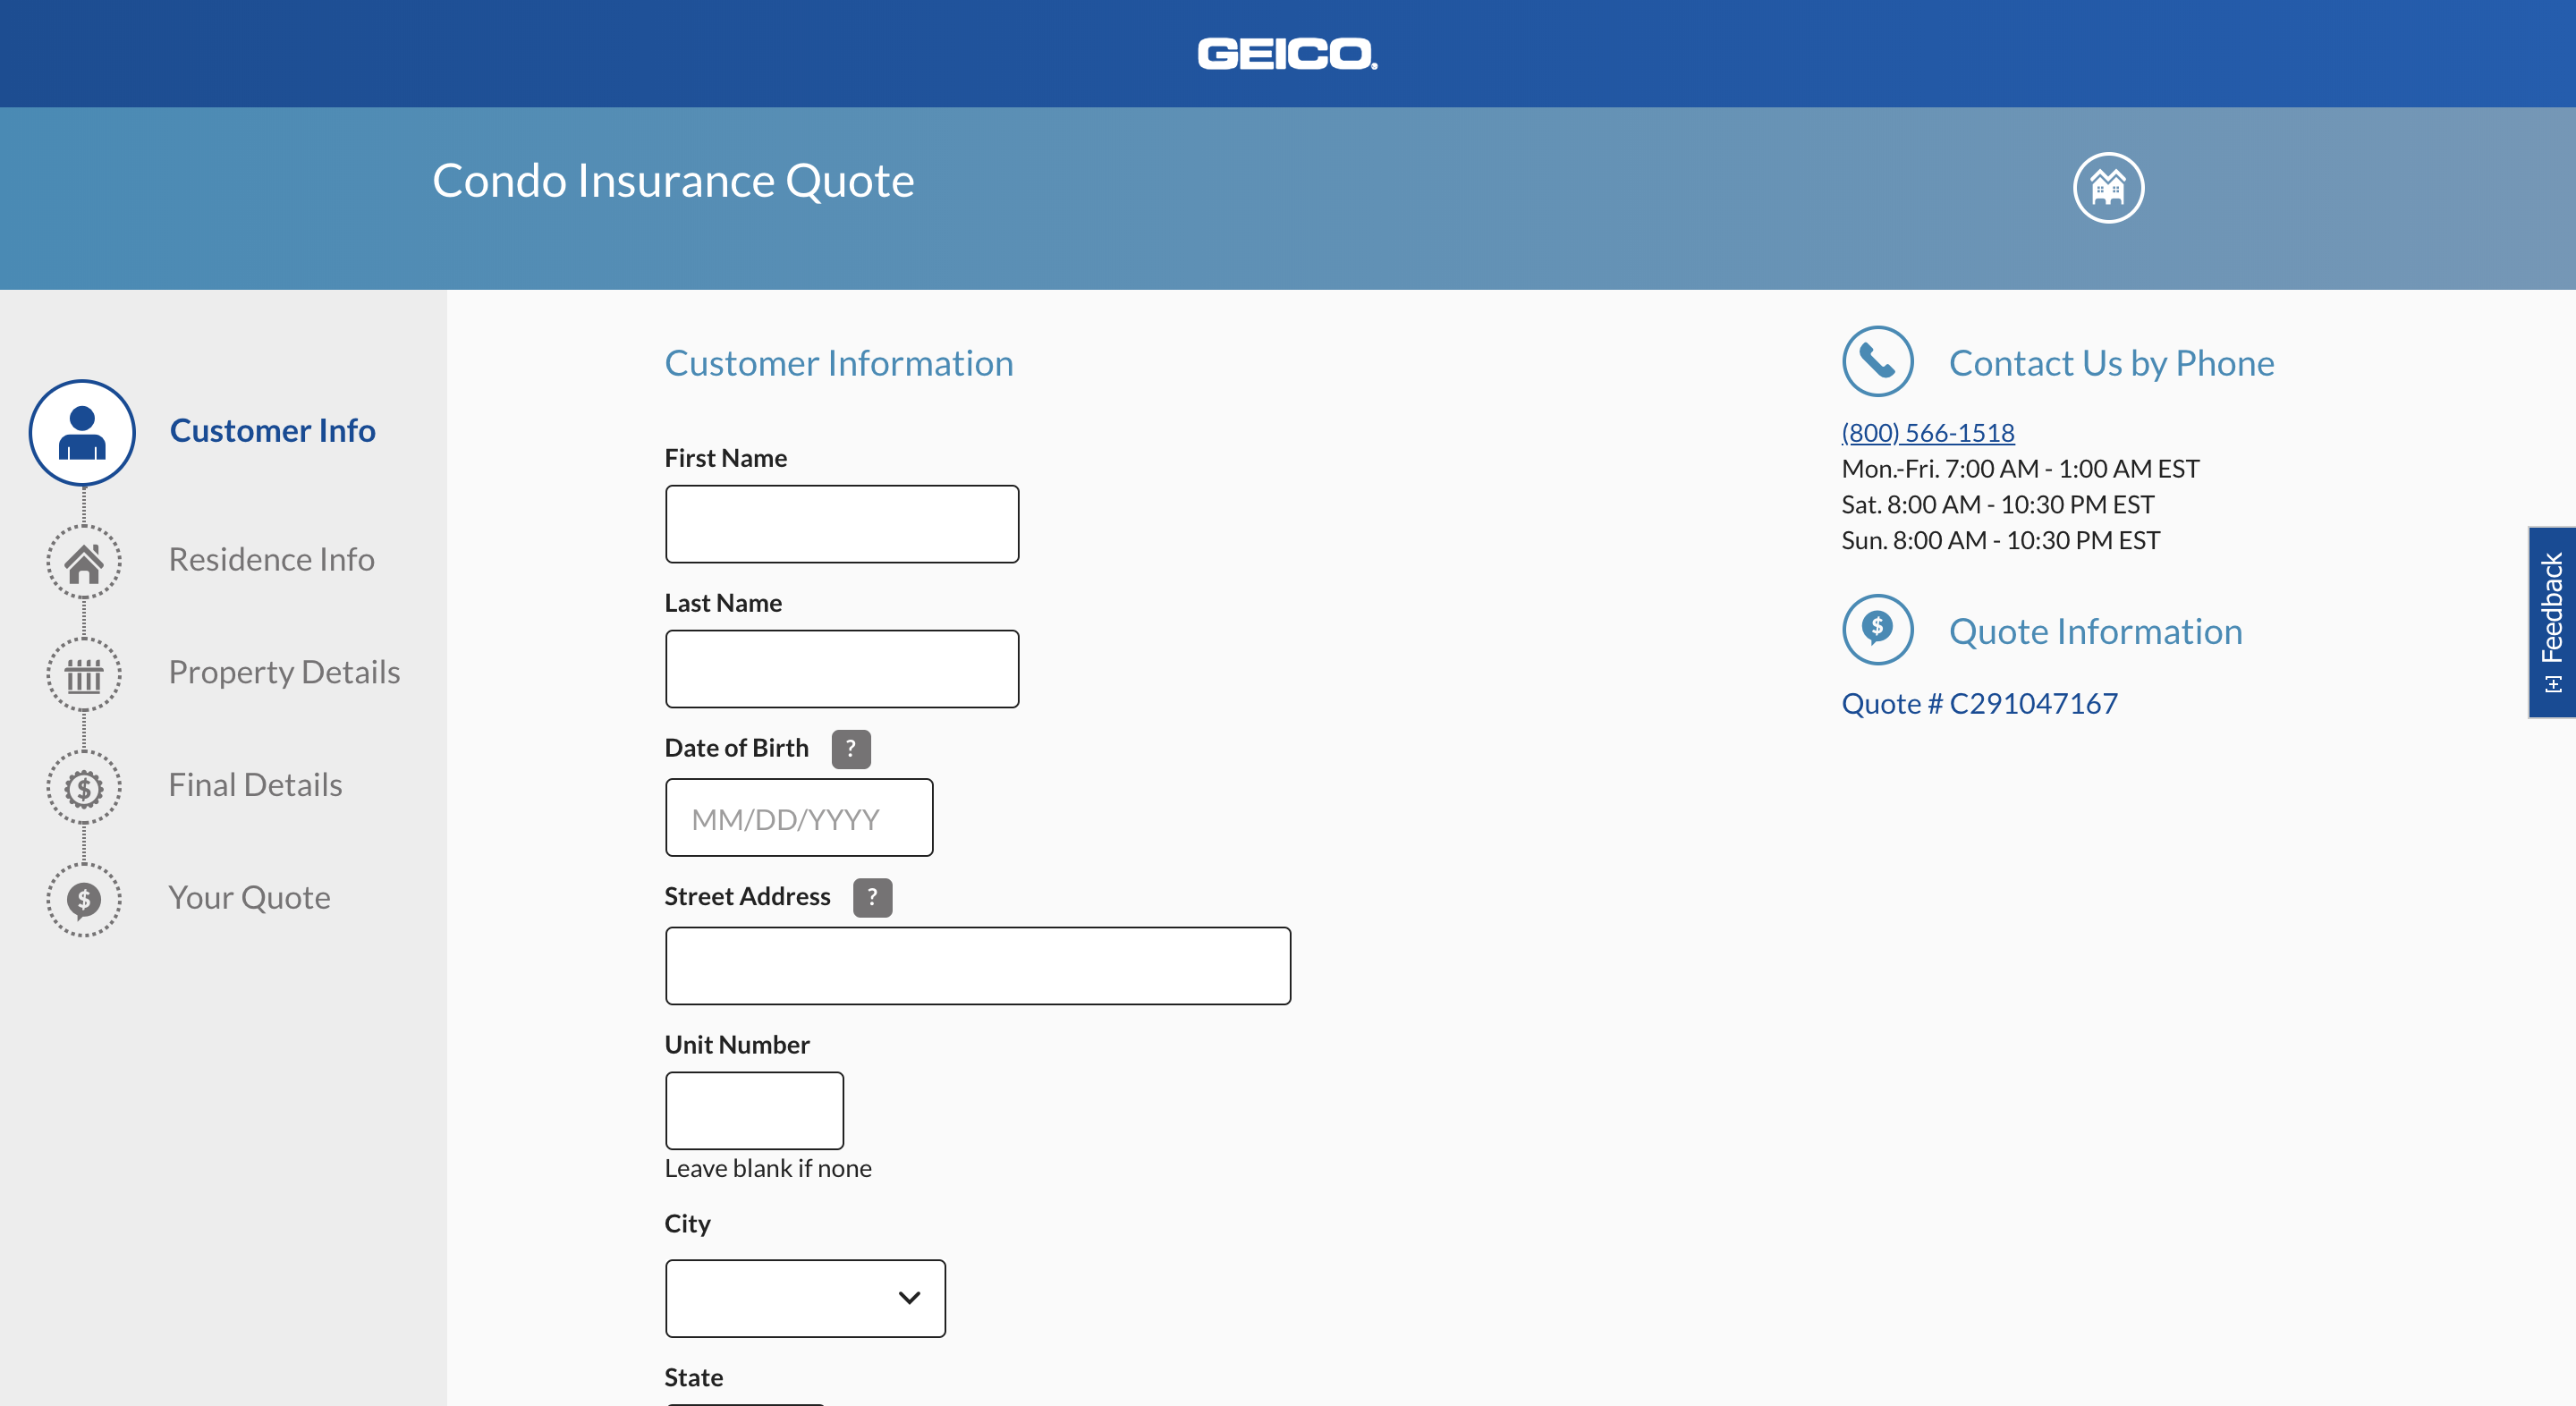 GEICO.
Condo Insurance Quote
Customer Info
Residence Info
Property Details
Final Details
Your Quote
Customer Information
First Name
Last Name
Date of Birth ?
MM/DD/YYYY
Street Address ?
Unit Number
Leave blank if none
City
State
Contact Us by Phone
(800) 566-1518
Mon.-Fri. 7:00 AM - 1:00 AM EST
Sat. 8:00 AM - 10:30 PM EST
Sun. 8:00 AM - 10:30 PM EST
$ Quote Information
Quote # C291047167
[+] Feedback